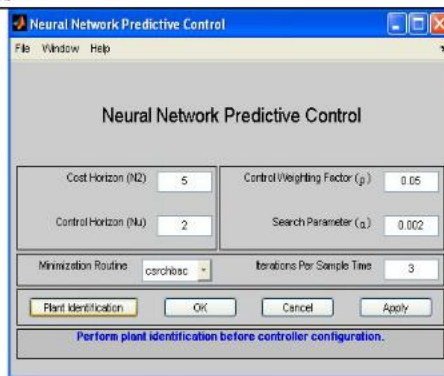 Neural Network Predictive Control
File Window Help
Neural Network Predictive Control
Cost Horizon (N2) 5 Control Weighting Factor (ρ) 0.05
Control Horizon (Nu) 2 Search Parameter (α) 0.002
Minimization Routine csrchbac Iterations Per Sample Time 3
Plant Identification OK Cancel Apply
Perform plant identification before controller configuration.